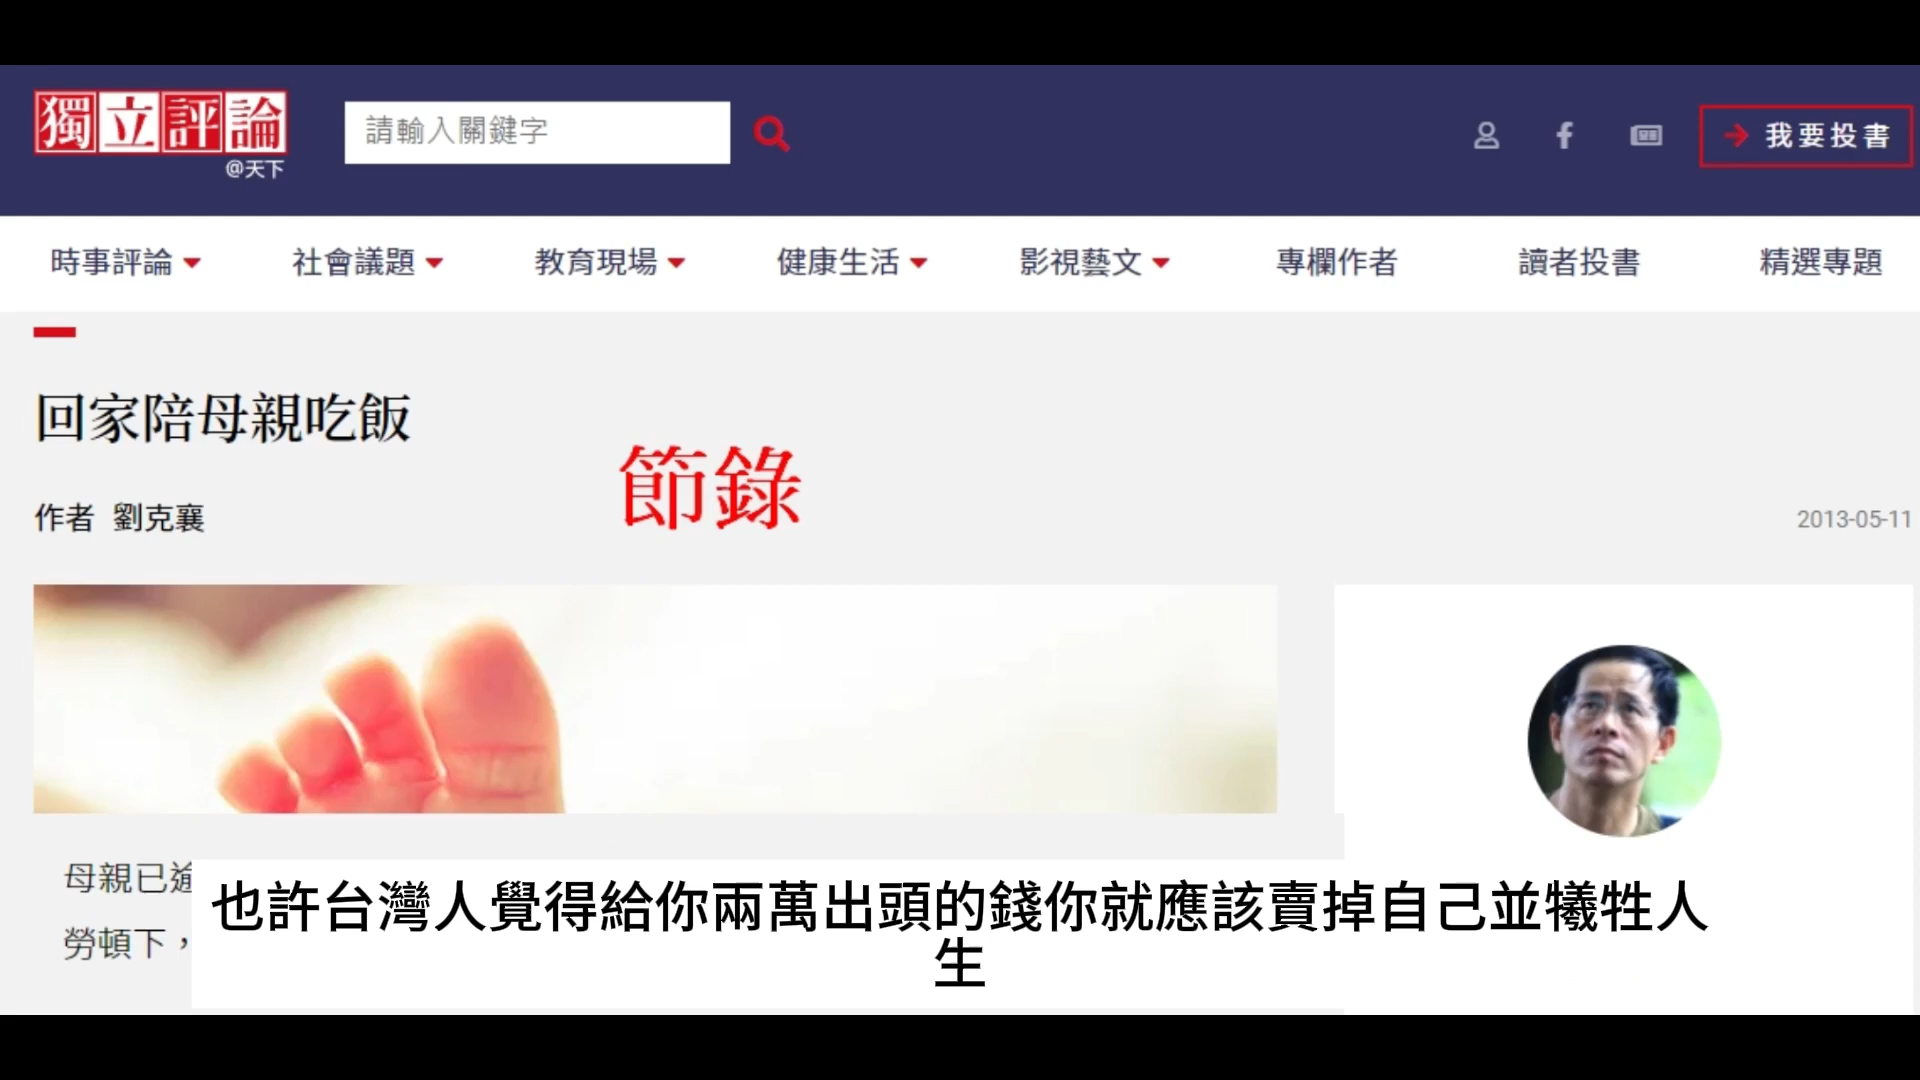 獨立評論
@天下
請輸入關鍵字
我要投書
時事評論
社會議題
教育現場
健康生活
影視藝文
專欄作者
讀者投書
精選專題
回家陪母親吃飯
節錄
作者 劉克襄
2013-05-11
母親已逾
勞頓下，
也許台灣人覺得給你兩萬出頭的錢你就應該賣掉自己並犧牲人
生